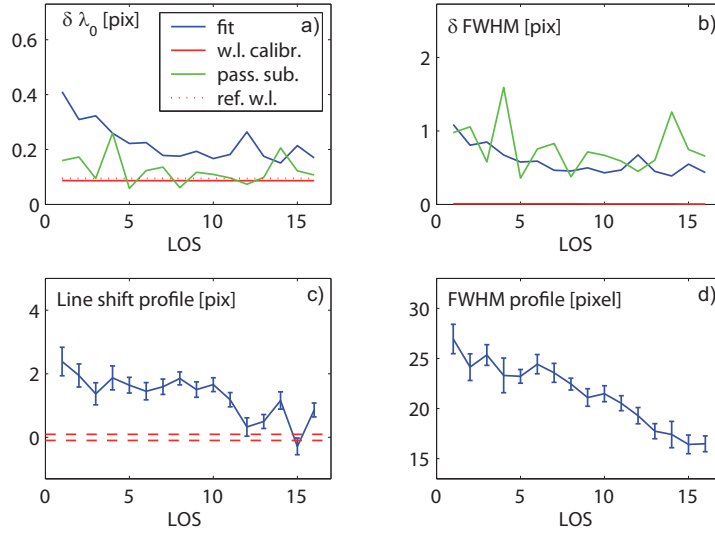 δ λ₀ [pix]
a)
fit
w.l. calibr.
pass. sub.
ref. w.l.
0.6
0.4
0.2
0
0 5 10 15
LOS
δ FWHM [pix]
b)
2
1
0
0 5 10 15
LOS
Line shift profile [pix]
c)
4
2
0
0 5 10 15
LOS
FWHM profile [pixel]
d)
30
25
20
15
0 5 10 15
LOS